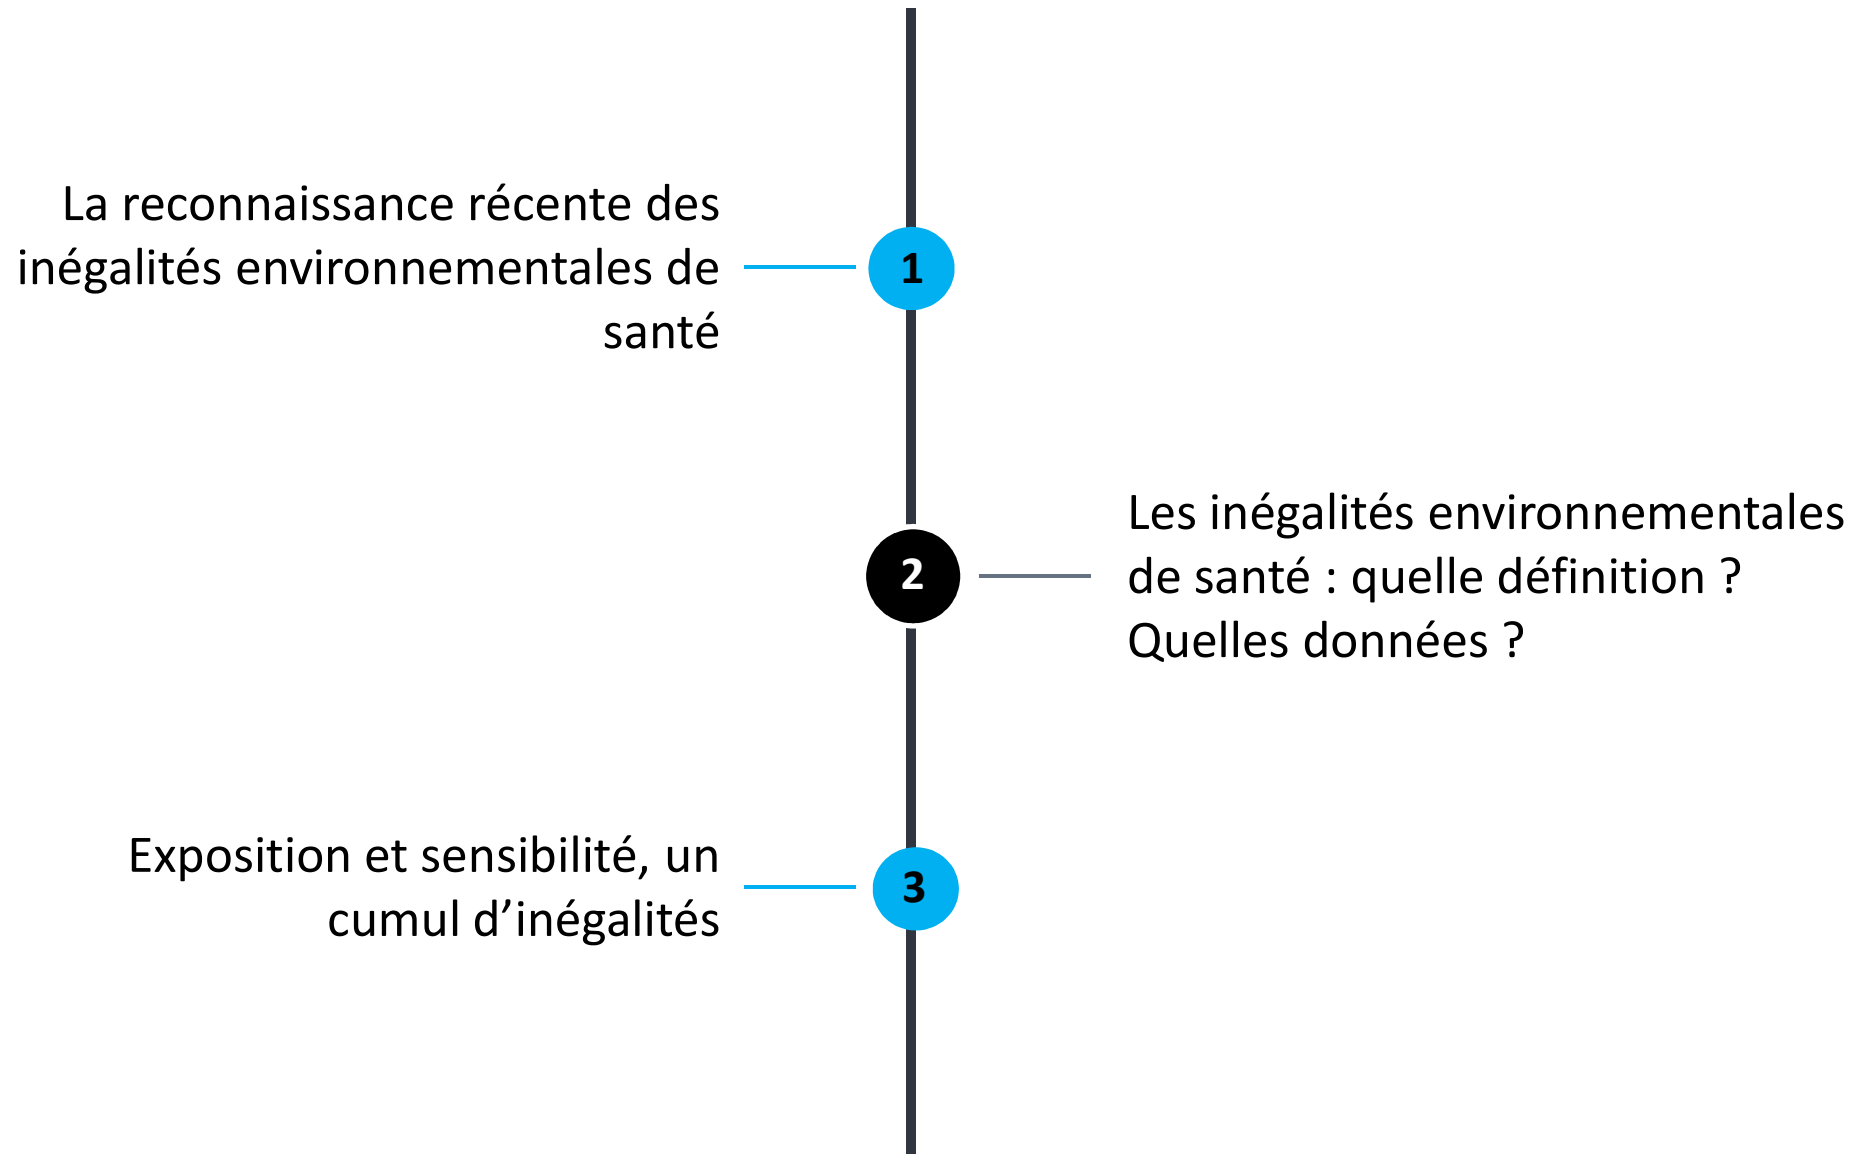 La reconnaissance récente des
inégalités environnementales de
santé
1
2
Les inégalités environnementales
de santé : quelle définition ?
Quelles données ?
Exposition et sensibilité, un
cumul d’inégalités
3